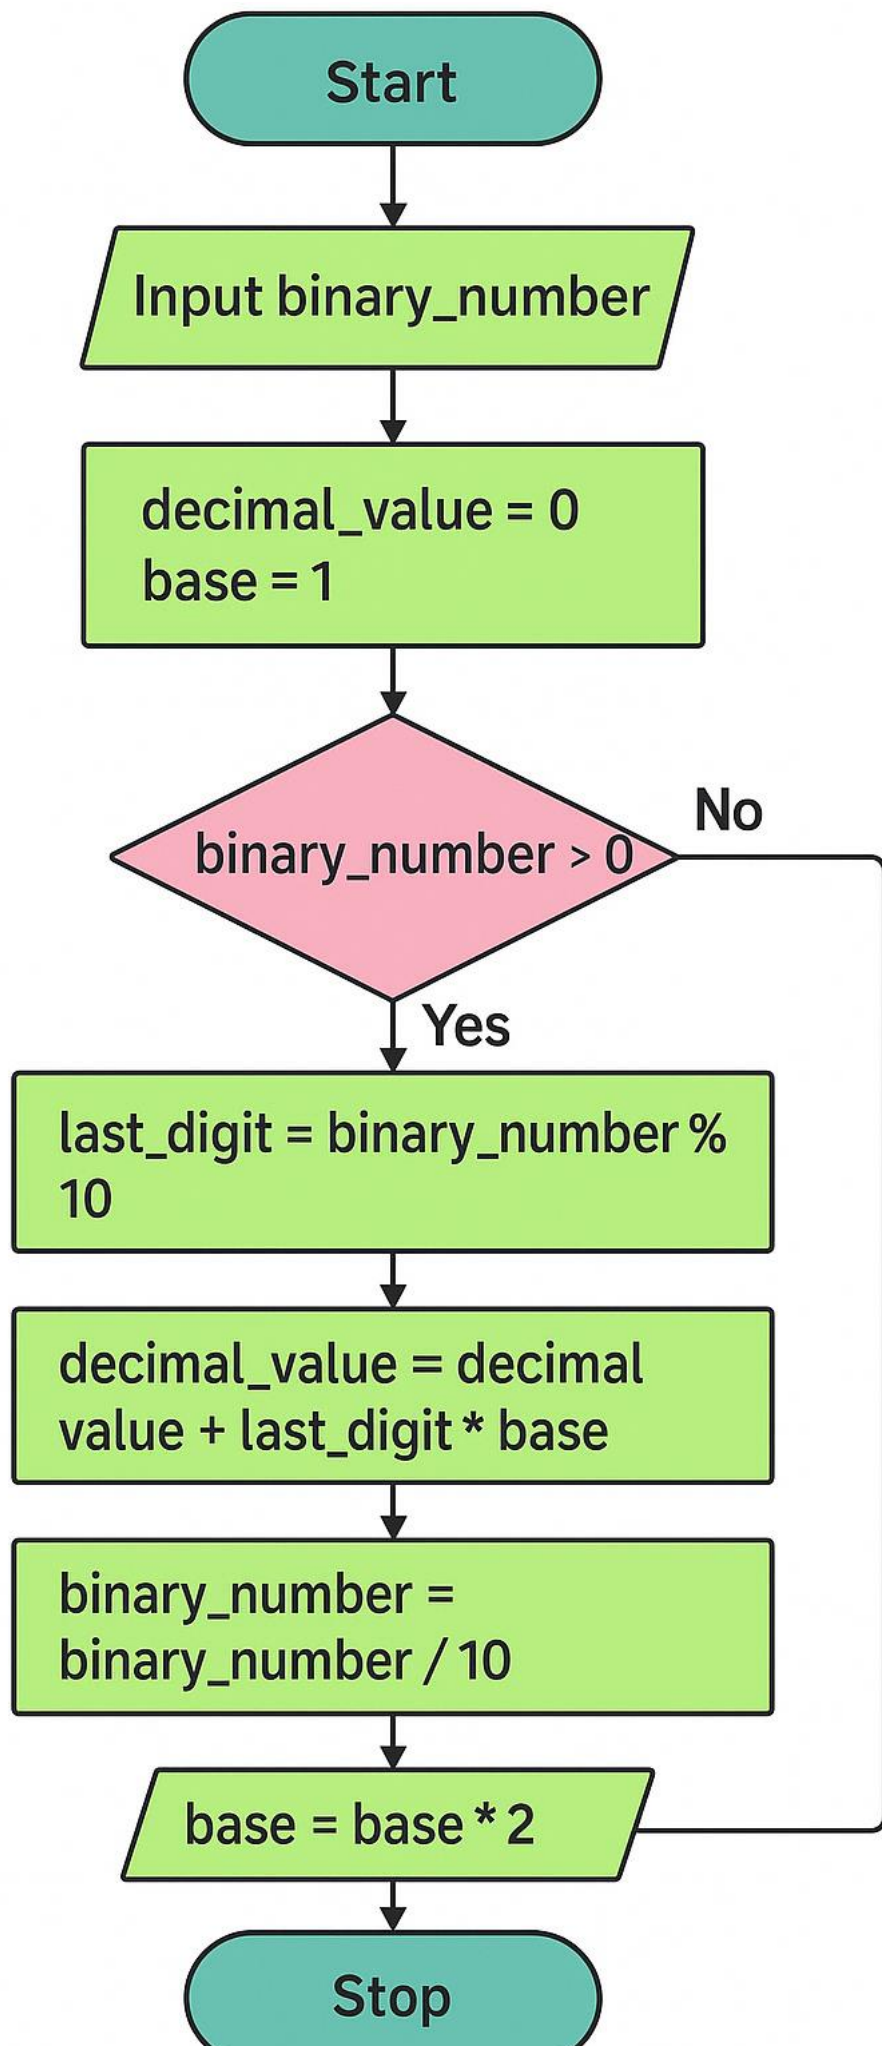 Start
Input binary_number
decimal_value = 0
base = 1
binary_number > 0
No
Yes
last_digit = binary_number %
10
decimal_value = decimal
value + last_digit * base
binary_number =
binary_number / 10
base = base * 2
Stop